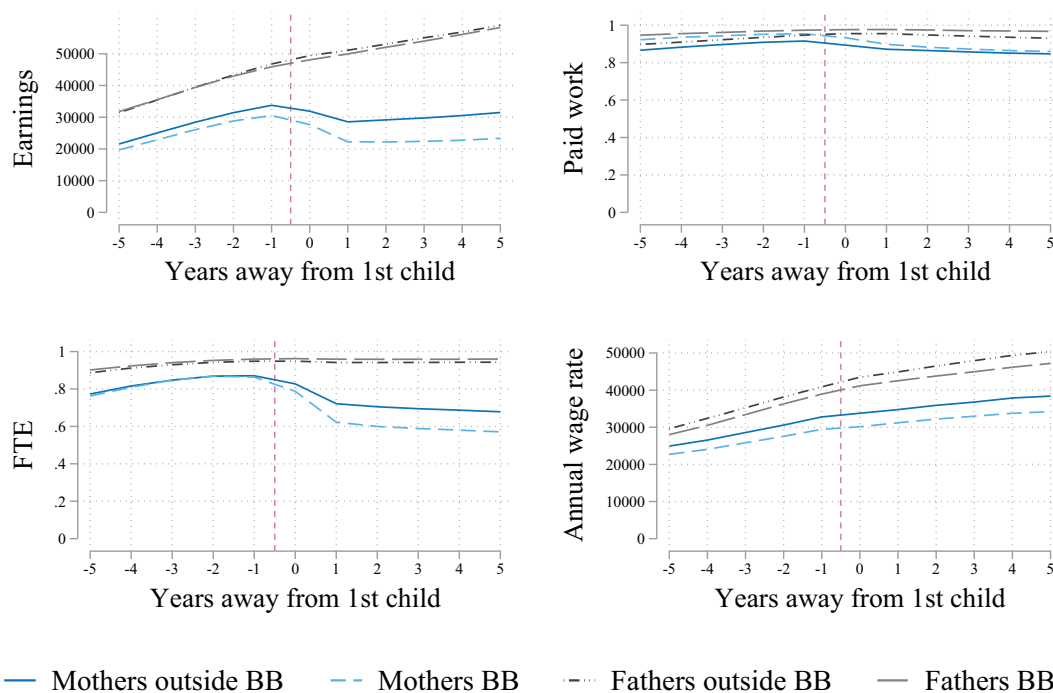 50000
40000
30000
20000
10000
0
Earnings
-5 -4 -3 -2 -1 0 1 2 3 4 5
Years away from 1st child
1
.8
.6
.4
.2
0
Paid work
-5 -4 -3 -2 -1 0 1 2 3 4 5
Years away from 1st child
1
.8
.6
.4
.2
0
FTE
-5 -4 -3 -2 -1 0 1 2 3 4 5
Years away from 1st child
50000
40000
30000
20000
10000
0
Annual wage rate
-5 -4 -3 -2 -1 0 1 2 3 4 5
Years away from 1st child
Mothers outside BB Mothers BB Fathers outside BB Fathers BB